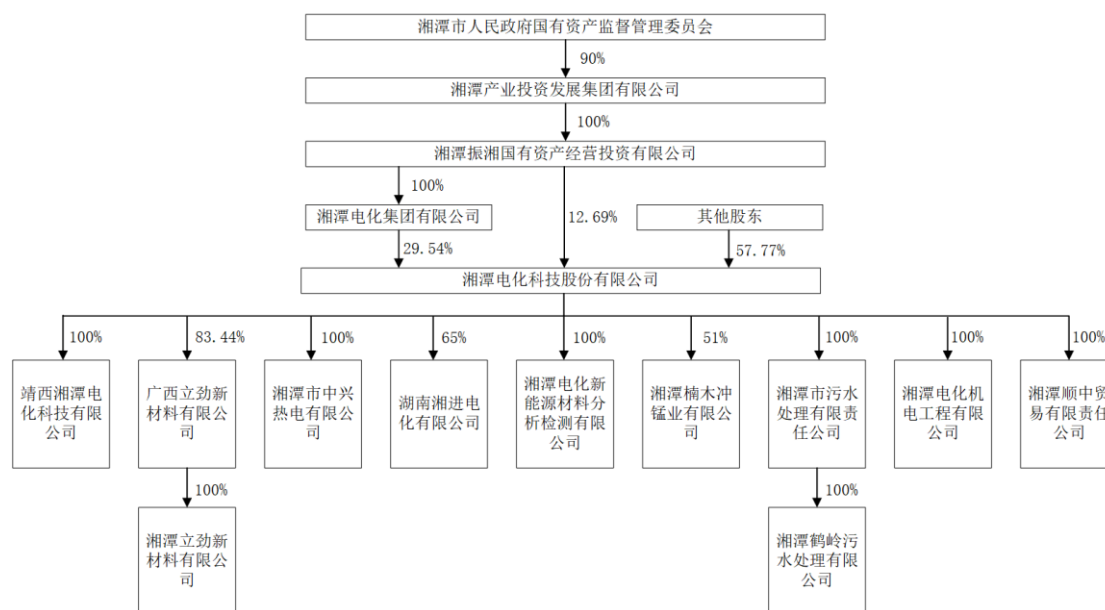 湘潭市人民政府国有资产监督管理委员会
90%
湘潭产业投资发展集团有限公司
100%
湘潭振湘国有资产经营投资有限公司
100%
湘潭电化集团有限公司
12.69%
其他股东
29.54%
57.77%
湘潭电化科技股份有限公司
100%
83.44%
100%
65%
100%
51%
100%
100%
100%
靖西湘潭电
化科技有限公
司
广西立劲新
材料有限公
司
湘潭市中兴
热电有限公
司
湖南湘进电
化有限公司
湘潭电化新
能源材料分
析检测有限
公司
湘潭楠木冲
锰业有限公
司
湘潭市污水
处理有限责
任公司
湘潭电化机
电工程有限
公司
湘潭顺中贸
易有限责任
公司
100%
100%
湘潭立劲新
材料有限公
司
湘潭鹤岭污
水处理有限
公司